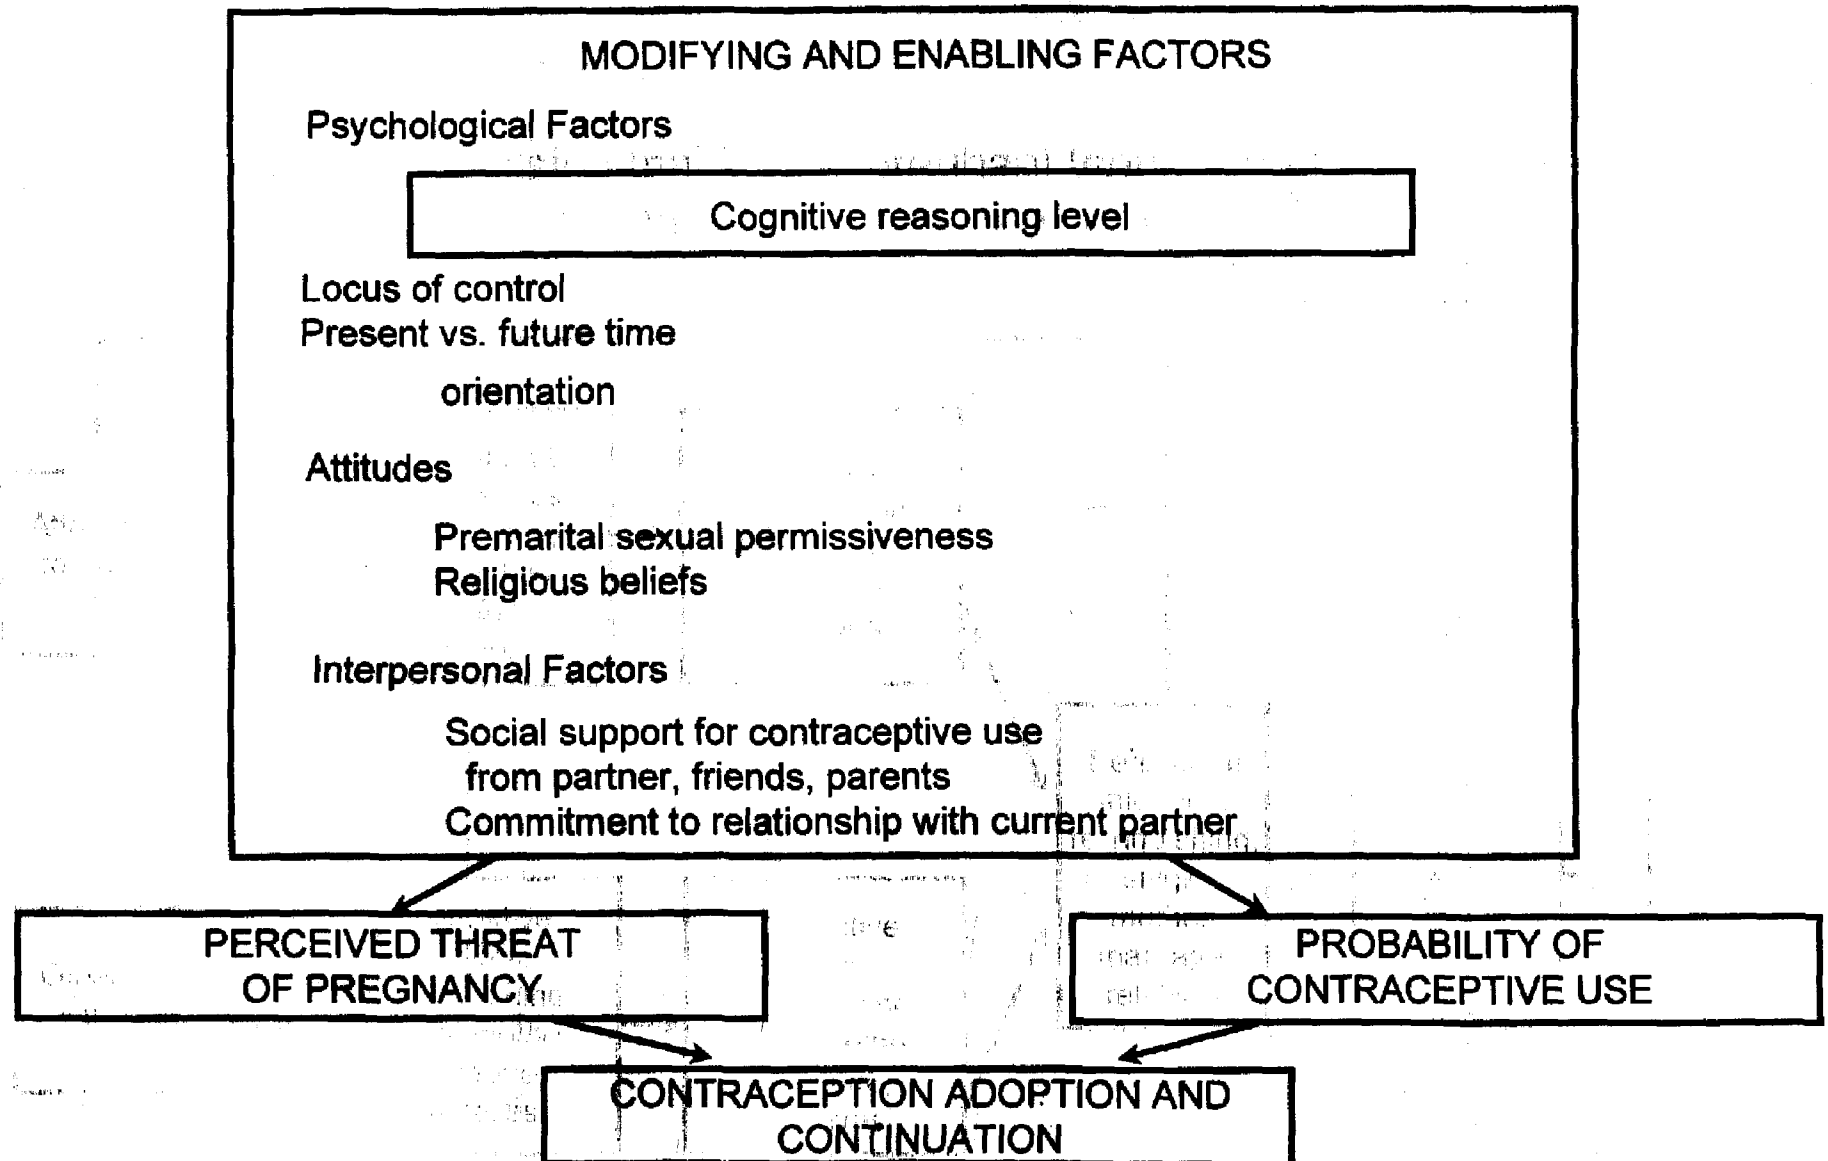 MODIFYING AND ENABLING FACTORS
Psychological Factors
Cognitive reasoning level
Locus of control
Present vs. future time
orientation
Attitudes
Premarital sexual permissiveness
Religious beliefs
Interpersonal Factors
Social support for contraceptive use
from partner, friends, parents
Commitment to relationship with current partner
PERCEIVED THREAT
OF PREGNANCY
PROBABILITY OF
CONTRACEPTIVE USE
CONTRACEPTION ADOPTION AND
CONTINUATION